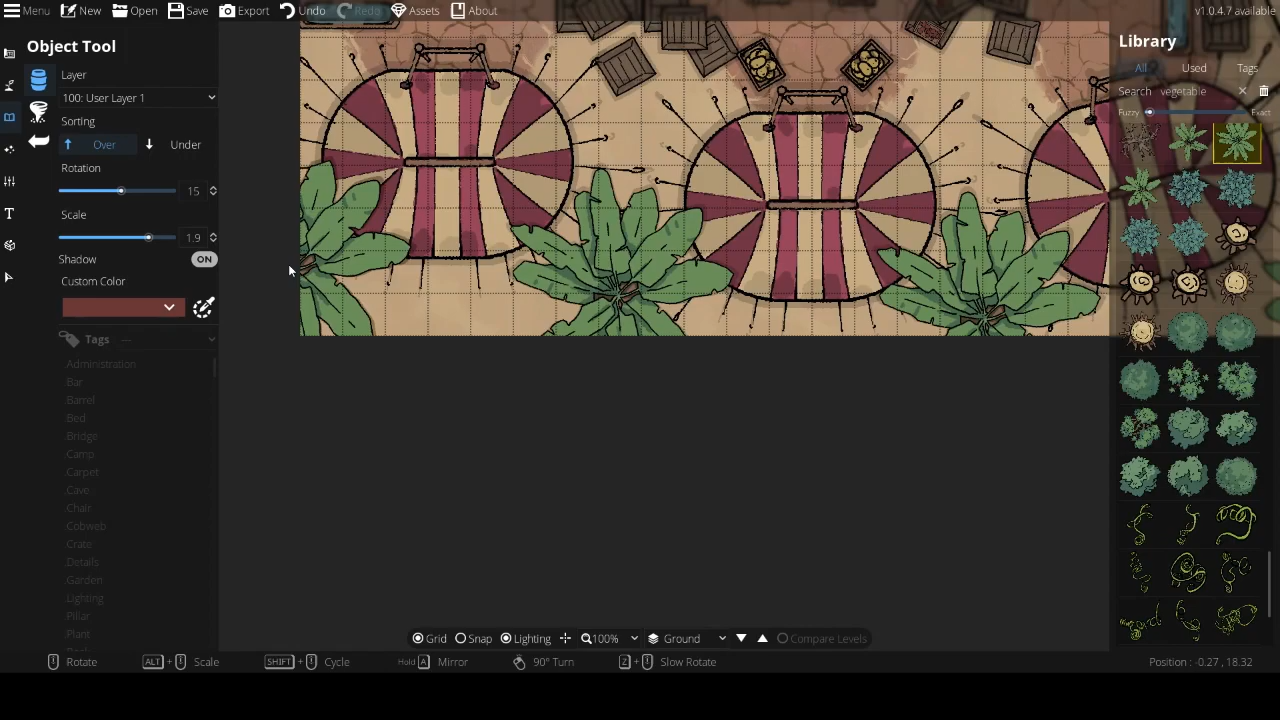 Menu New Open Save Export Undo Redo Assets About v1.0.4.7 available
Object Tool
Layer
100: User Layer 1
Sorting
Over Under
Rotation
15
Scale
1.9
Shadow ON
Custom Color
Tags —
Administration
Bar
Barrel
Bed
Bridge
Camp
Carpet
Cave
Chair
Cobweb
Crate
Details
Garden
Lighting
Pillar
Plant
Library
All Used Tags
Search vegetable
Fuzzy Exact
Grid Snap Lighting 100% Ground Compare Levels
Rotate ALT + Scale SHIFT + Cycle Hold A Mirror 90° Turn Z + Slow Rotate Position : -0.27 , 18.32